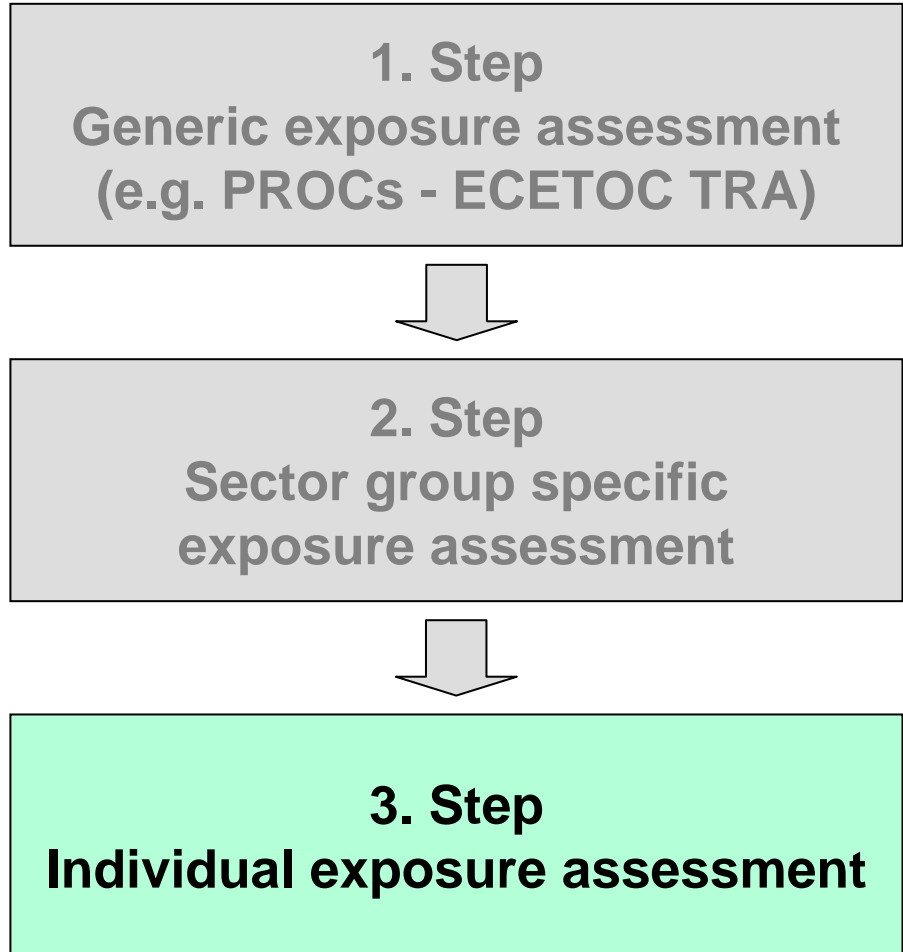 1. Step
Generic exposure assessment
(e.g. PROCs - ECETOC TRA)
2. Step
Sector group specific
exposure assessment
3. Step
Individual exposure assessment